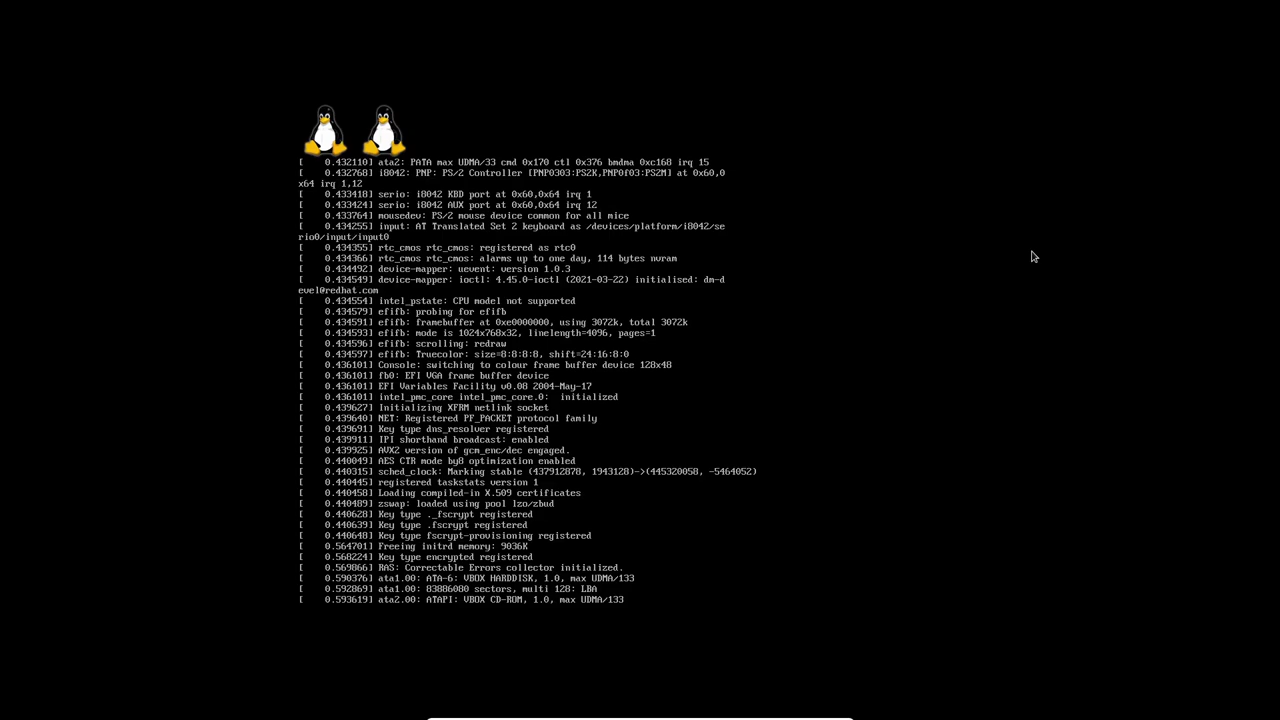 [    0.432110] ata2: PATA max UDMA/33 cmd 0x170 ctl 0x376 bmdma 0xc168 irq 15
[    0.432768] i8042: PNP: PS/2 Controller [PNP0303:PS2K,PNP0f03:PS2M] at 0x60,0
x64 irq 1,12
[    0.433418] serio: i8042 KBD port at 0x60,0x64 irq 1
[    0.433424] serio: i8042 AUX port at 0x60,0x64 irq 12
[    0.433764] mousedev: PS/2 mouse device common for all mice
[    0.434255] input: AT Translated Set 2 keyboard as /devices/platform/i8042/se
rio0/input/input0
[    0.434355] rtc_cmos rtc_cmos: registered as rtc0
[    0.434366] rtc_cmos rtc_cmos: alarms up to one day, 114 bytes nvram
[    0.434492] device-mapper: uevent: version 1.0.3
[    0.434549] device-mapper: ioctl: 4.45.0-ioctl (2021-03-22) initialised: dm-d
evel@redhat.com
[    0.434554] intel_pstate: CPU model not supported
[    0.434579] efifb: probing for efifb
[    0.434591] efifb: framebuffer at 0xe0000000, using 3072k, total 3072k
[    0.434593] efifb: mode is 1024x768x32, linelength=4096, pages=1
[    0.434596] efifb: scrolling: redraw
[    0.434597] efifb: Truecolor: size=8:8:8:8, shift=24:16:8:0
[    0.436101] Console: switching to colour frame buffer device 128x48
[    0.436101] fb0: EFI VGA frame buffer device
[    0.436101] EFI Variables Facility v0.08 2004-May-17
[    0.436101] intel_pmc_core intel_pmc_core.0:  initialized
[    0.439627] Initializing XFRM netlink socket
[    0.439640] NET: Registered PF_PACKET protocol family
[    0.439691] Key type dns_resolver registered
[    0.439911] IPI shorthand broadcast: enabled
[    0.439925] AVX2 version of gcm_enc/dec engaged.
[    0.440049] AES CTR mode by8 optimization enabled
[    0.440315] sched_clock: Marking stable (437912878, 1943128)->(445320058, -5464052)
[    0.440445] registered taskstats version 1
[    0.440458] Loading compiled-in X.509 certificates
[    0.440489] zswap: loaded using pool lzo/zbud
[    0.440628] Key type ._fscrypt registered
[    0.440639] Key type .fscrypt registered
[    0.440648] Key type fscrypt-provisioning registered
[    0.564701] Freeing initrd memory: 9036K
[    0.568224] Key type encrypted registered
[    0.569866] RAS: Correctable Errors collector initialized.
[    0.590376] ata1.00: ATA-6: VBOX HARDDISK, 1.0, max UDMA/133
[    0.592869] ata1.00: 83886080 sectors, multi 128: LBA
[    0.593619] ata2.00: ATAPI: VBOX CD-ROM, 1.0, max UDMA/133